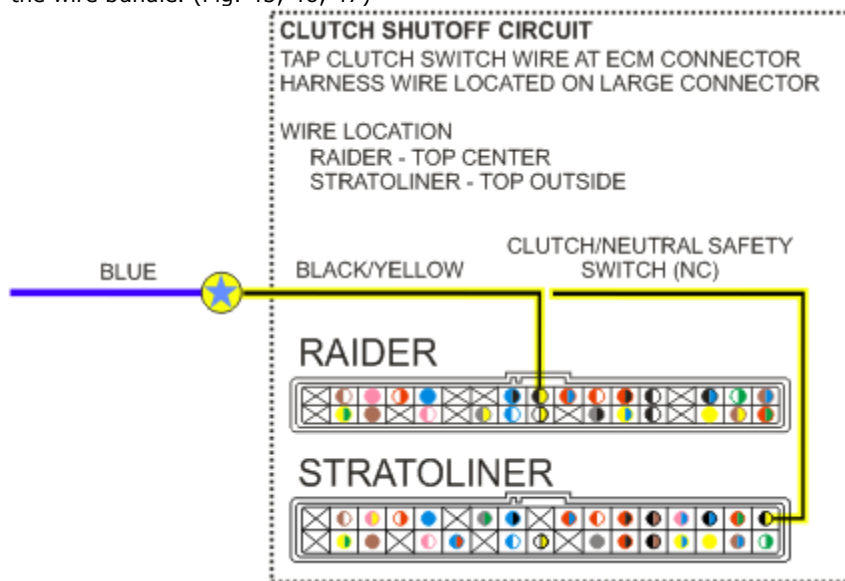 the wire bundle. (Fig. 45, 46, 47)
CLUTCH SHUTOFF CIRCUIT
TAP CLUTCH SWITCH WIRE AT ECM CONNECTOR
HARNESS WIRE LOCATED ON LARGE CONNECTOR
WIRE LOCATION
RAIDER - TOP CENTER
STRATOLINER - TOP OUTSIDE
CLUTCH/NEUTRAL SAFETY
SWITCH (NC)
BLUE
BLACK/YELLOW
RAIDER
STRATOLINER